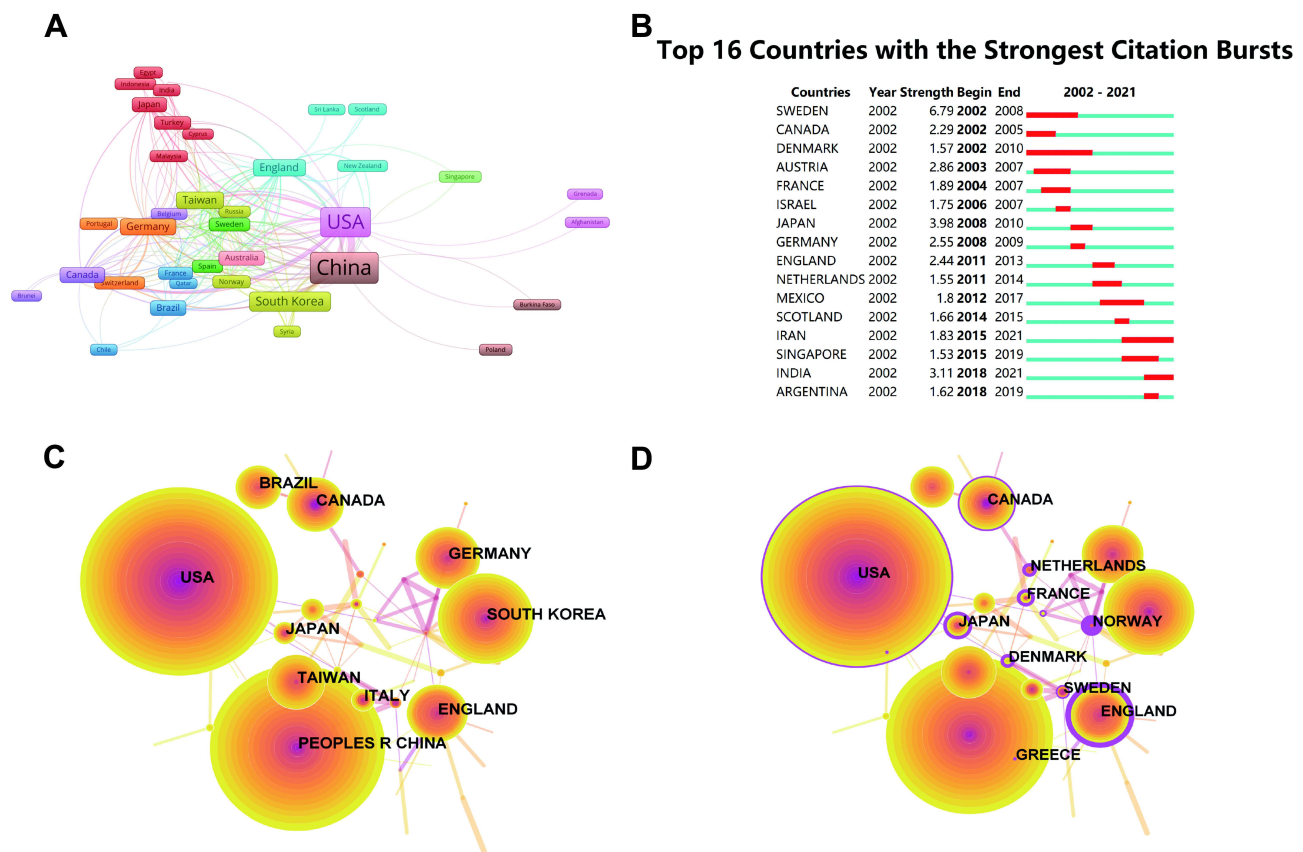 A
Egypt
Indonesia
India
Japan
Turkey
Cyprus
Malaysia
Sri Lanka
Scotland
England
New Zealand
Singapore
Taiwan
Belgium
Russia
Portugal
Germany
Sweden
USA
Grenada
Afghanistan
Australia
Spain
China
Canada
France
Switzerland
Qatar
Norway
Brunei
Brazil
South Korea
Burkina Faso
Syria
Chile
Poland
B
Top 16 Countries with the Strongest Citation Bursts
Countries Year Strength Begin End 2002 - 2021
SWEDEN 2002 6.79 2002 2008
CANADA 2002 2.29 2002 2005
DENMARK 2002 1.57 2002 2010
AUSTRIA 2002 2.86 2003 2007
FRANCE 2002 1.89 2004 2007
ISRAEL 2002 1.75 2006 2007
JAPAN 2002 3.98 2008 2010
GERMANY 2002 2.55 2008 2009
ENGLAND 2002 2.44 2011 2013
NETHERLANDS 2002 1.55 2011 2014
MEXICO 2002 1.8 2012 2017
SCOTLAND 2002 1.66 2014 2015
IRAN 2002 1.83 2015 2021
SINGAPORE 2002 1.53 2015 2019
INDIA 2002 3.11 2018 2021
ARGENTINA 2002 1.62 2018 2019
C
BRAZIL
CANADA
GERMANY
USA
SOUTH KOREA
JAPAN
TAIWAN
ITALY
ENGLAND
PEOPLES R CHINA
D
CANADA
NETHERLANDS
USA
FRANCE
JAPAN
NORWAY
DENMARK
SWEDEN
ENGLAND
GREECE